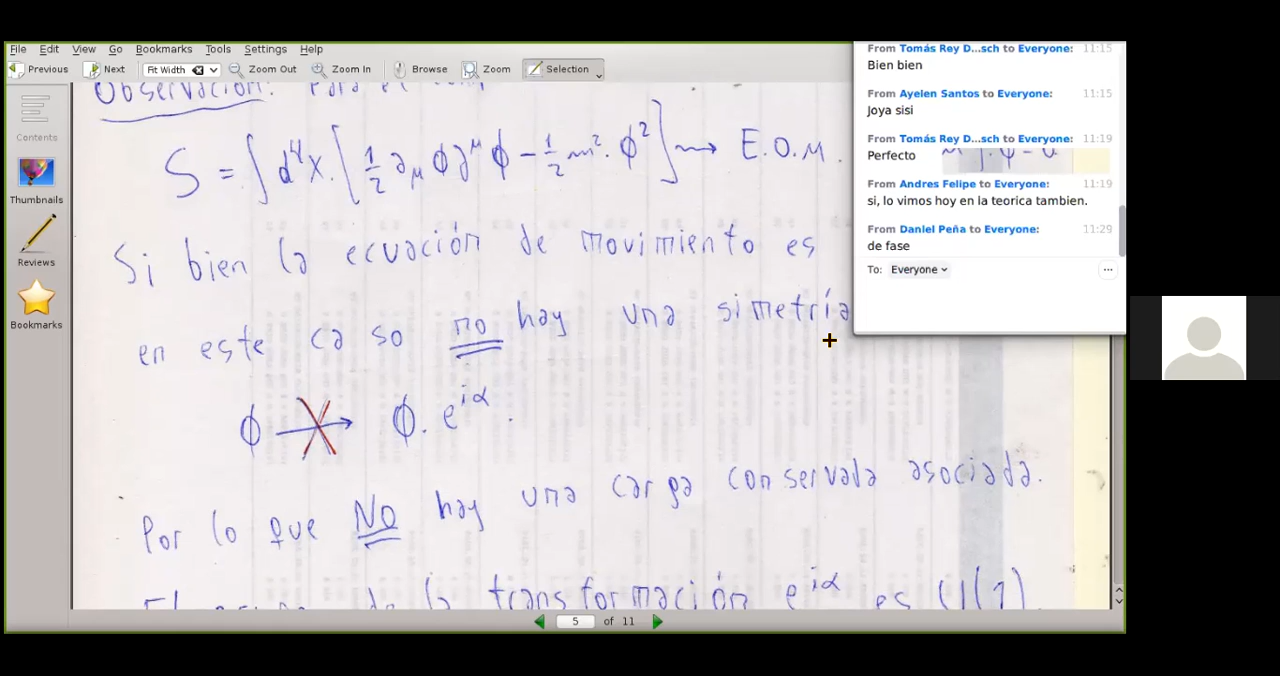 File Edit View Go Bookmarks Tools Settings Help
Previous Next Fit Width Zoom Out Zoom In Browse Zoom Selection
Contents
Thumbnails
Reviews
Bookmarks
Observación: Para el
S = ∫ d⁴x. [ 1/2 ∂μ ϕ ∂^μ ϕ − 1/2 m². ϕ² ] ⇝ E.O.M.
Si bien la ecuación de movimiento es
en este caso no hay una simetría
ϕ → ϕ. e^{iα}.
Por lo que NO hay una carga conservada asociada.
de la transformación e^{iα} es U(1).
5 of 11
From Tomás Rey D...sch to Everyone: 11:15
Bien bien
From Ayelen Santos to Everyone: 11:15
Joya sisi
From Tomás Rey D...sch to Everyone: 11:19
Perfecto
From Andres Felipe to Everyone: 11:19
si, lo vimos hoy en la teorica tambien.
From Daniel Peña to Everyone: 11:29
de fase
To: Everyone